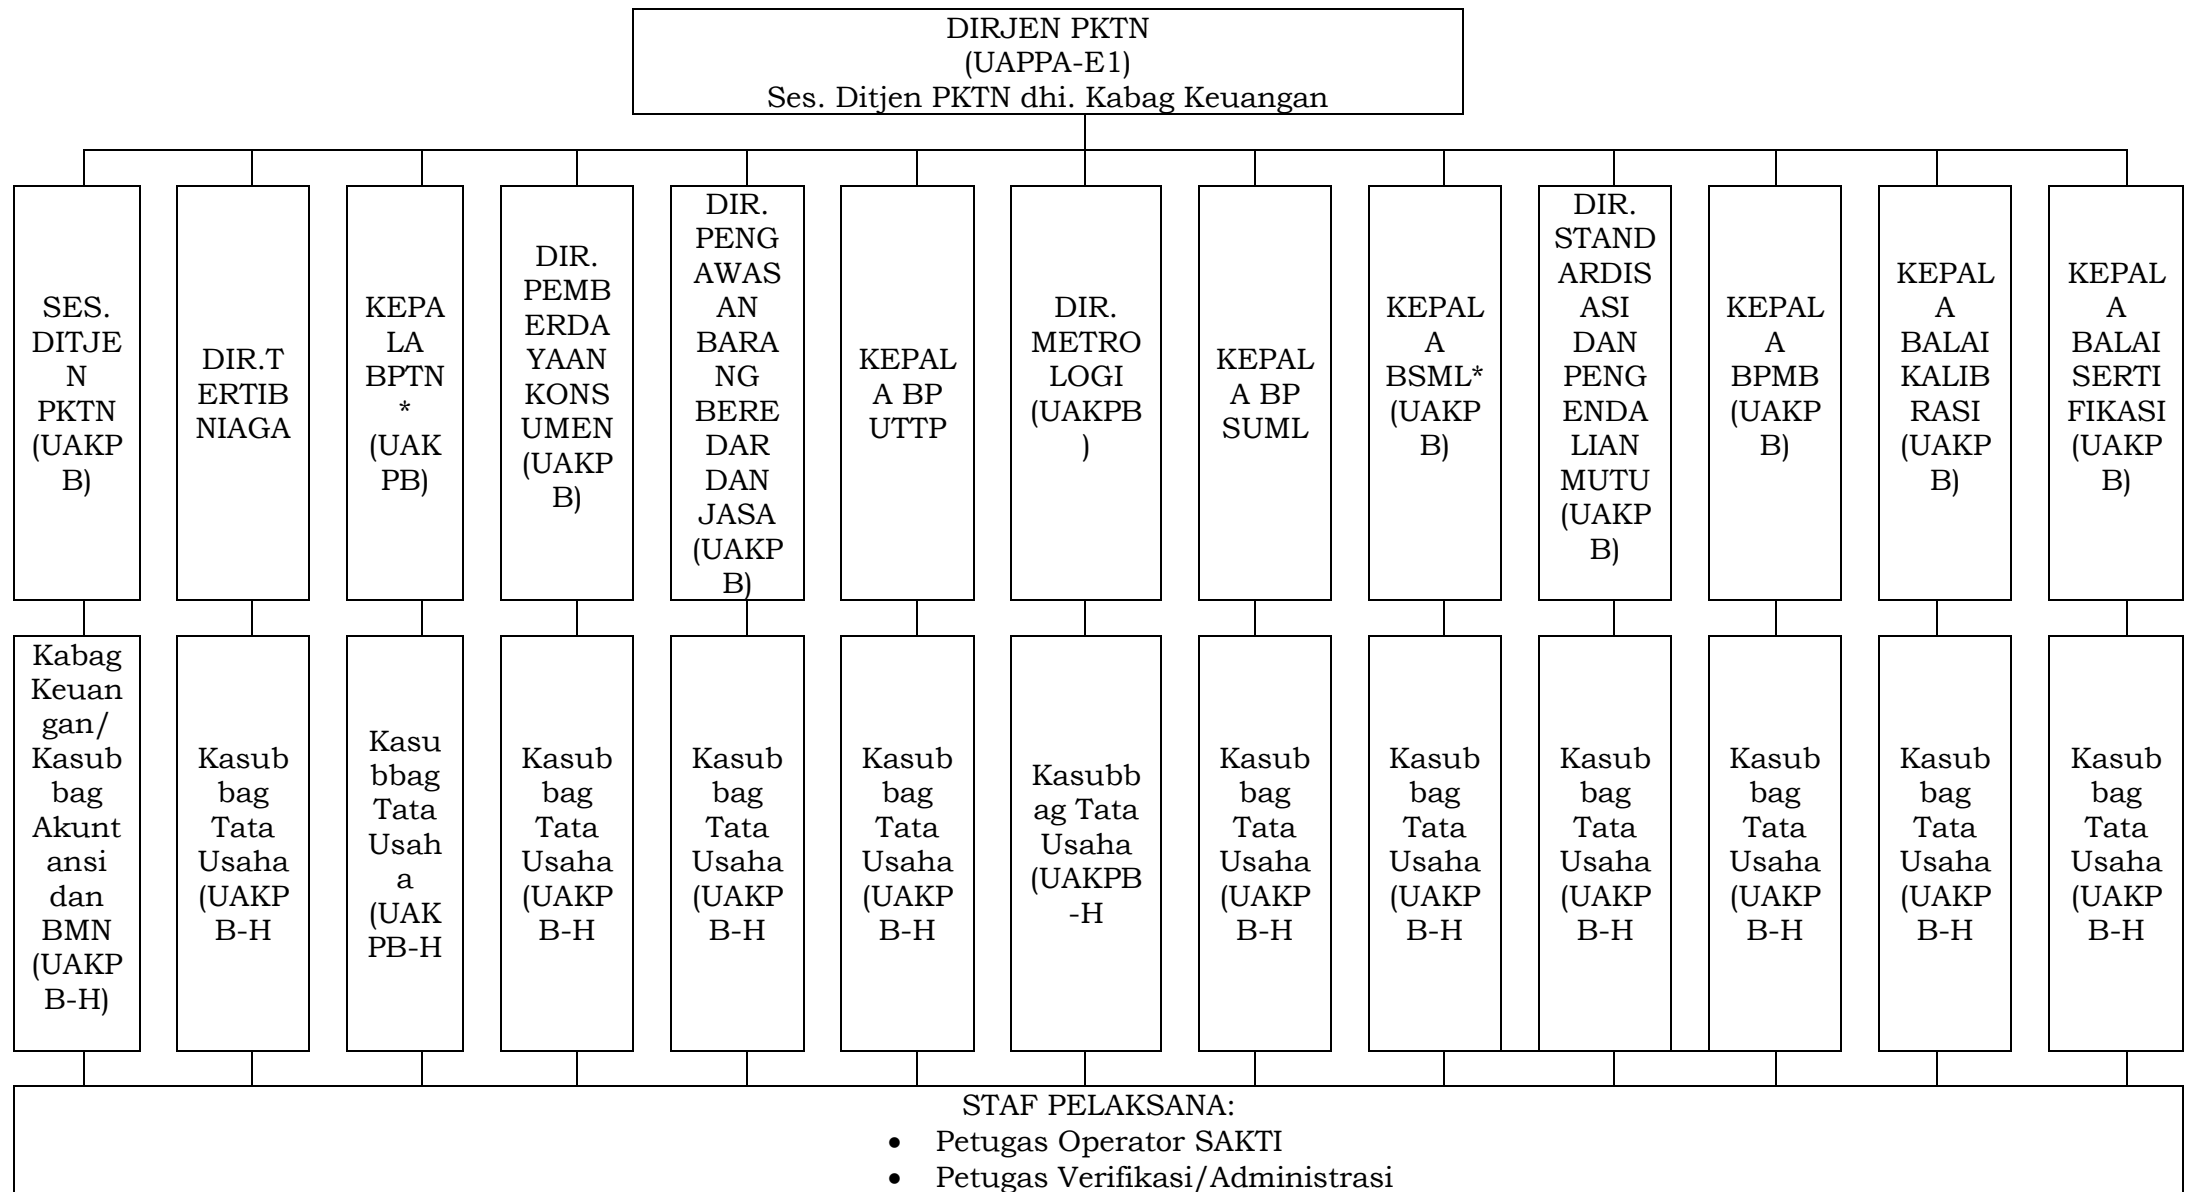 DIRJEN PKTN
(UAPPA-E1)
Ses. Ditjen PKTN dhi. Kabag Keuangan
SES.
DITJE
N
PKTN
(UAKP
B)
DIR.T
ERTIB
NIAGA
KEPA
LA
BPTN
*
(UAK
PB)
DIR.
PEMB
ERDA
YAAN
KONS
UMEN
(UAKP
B)
DIR.
PENG
AWAS
AN
BARA
NG
BERE
DAR
DAN
JASA
(UAKP
B)
KEPAL
A BP
UTTP
DIR.
METRO
LOGI
(UAKPB
)
KEPAL
A BP
SUML
KEPAL
A
BSML*
(UAKP
B)
DIR.
STAND
ARDIS
ASI
DAN
PENG
ENDA
LIAN
MUTU
(UAKP
B)
KEPAL
A
BPMB
(UAKP
B)
KEPAL
A
BALAI
KALIB
RASI
(UAKP
B)
KEPAL
A
BALAI
SERTI
FIKASI
(UAKP
B)
Kabag
Keuan
gan/
Kasub
bag
Akunt
ansi
dan
BMN
(UAKP
B-H)
Kasub
bag
Tata
Usaha
(UAKP
B-H
Kasu
bbag
Tata
Usah
a
(UAK
PB-H
Kasub
bag
Tata
Usaha
(UAKP
B-H
Kasub
bag
Tata
Usaha
(UAKP
B-H
Kasub
bag
Tata
Usaha
(UAKP
B-H
Kasubb
ag Tata
Usaha
(UAKPB
-H
Kasub
bag
Tata
Usaha
(UAKP
B-H
Kasub
bag
Tata
Usaha
(UAKP
B-H
Kasub
bag
Tata
Usaha
(UAKP
B-H
Kasub
bag
Tata
Usaha
(UAKP
B-H
Kasub
bag
Tata
Usaha
(UAKP
B-H
Kasub
bag
Tata
Usaha
(UAKP
B-H
STAF PELAKSANA:
• Petugas Operator SAKTI
• Petugas Verifikasi/Administrasi